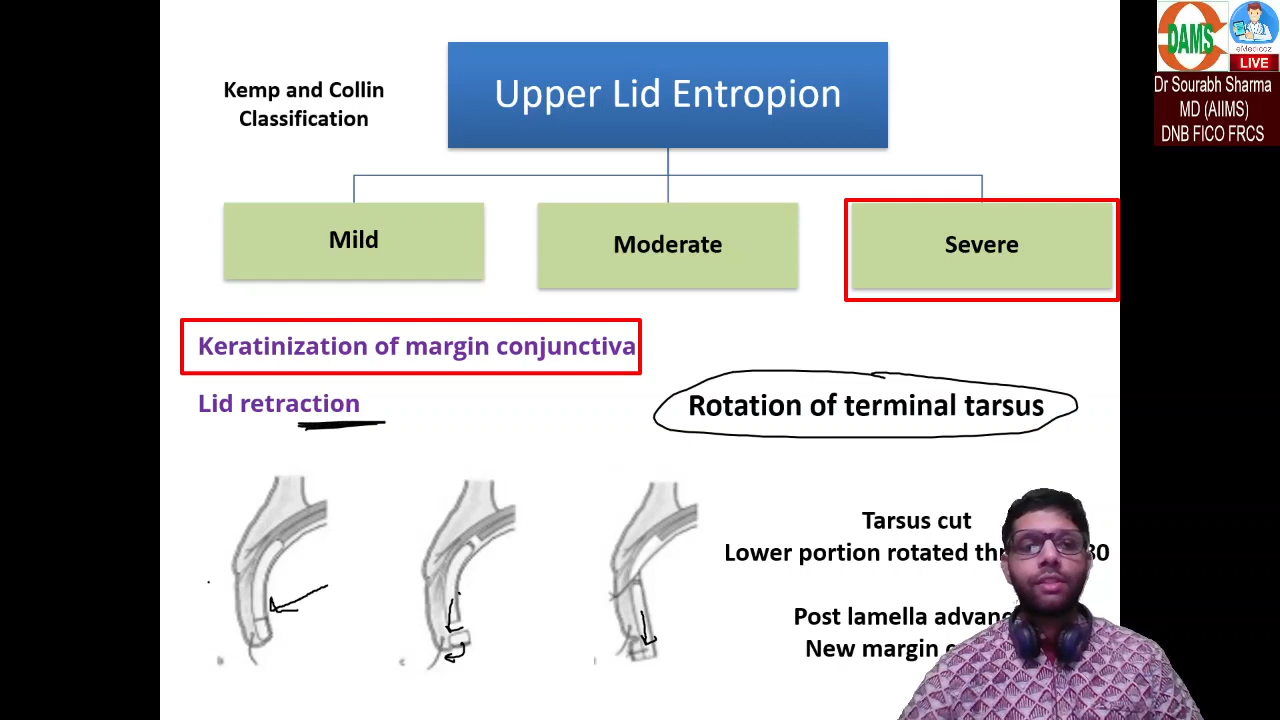 DAMS
eMedicoz
LIVE
Dr Sourabh Sharma
MD (AIIMS)
DNB FICO FRCS
Kemp and Collin
Classification
Upper Lid Entropion
Mild
Moderate
Severe
Keratinization of margin conjunctiva
Lid retraction
Rotation of terminal tarsus
Tarsus cut
Lower portion rotated
Post lamella
New margin